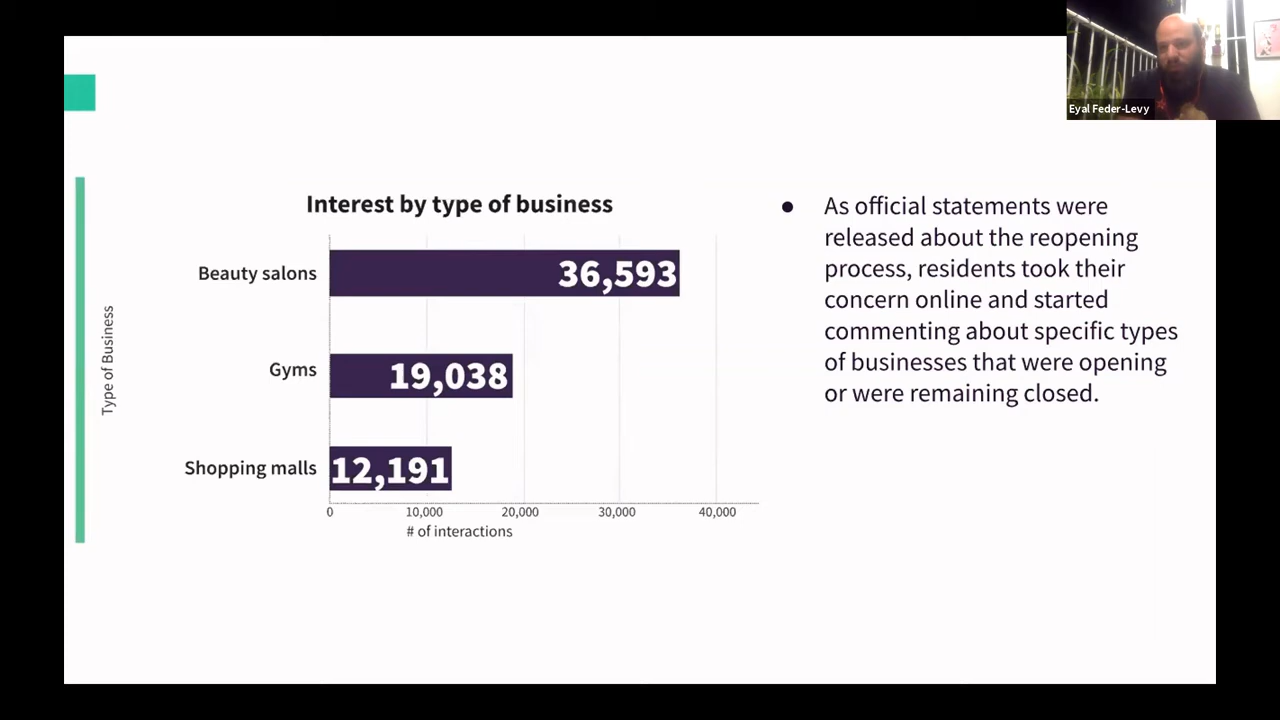 Eyal Feder-Levy
Interest by type of business
Type of Business
Beauty salons
36,593
Gyms
19,038
Shopping malls
12,191
0
10,000
20,000
30,000
40,000
# of interactions
● As official statements were
released about the reopening
process, residents took their
concern online and started
commenting about specific types
of businesses that were opening
or were remaining closed.